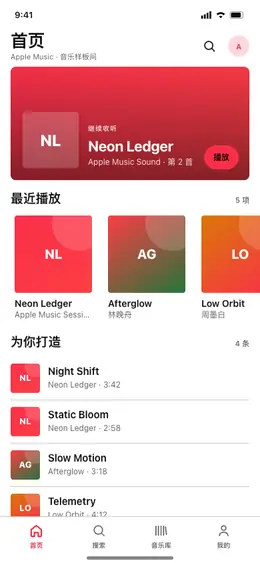 9:41
首页
Apple Music · 音乐样板间
A
NL
继续收听
Neon Ledger
Apple Music Sound · 第 2 首
播放
最近播放
5 项
NL
AG
LO
Neon Ledger
Afterglow
Low Orbit
Apple Music Sessi...
林晚舟
周墨白
为你打造
4 条
NL
Night Shift
Neon Ledger · 3:42
NL
Static Bloom
Neon Ledger · 2:58
AG
Slow Motion
Afterglow · 3:18
LO
Telemetry
Low Orbit · 4:12
首页
搜索
音乐库
我的